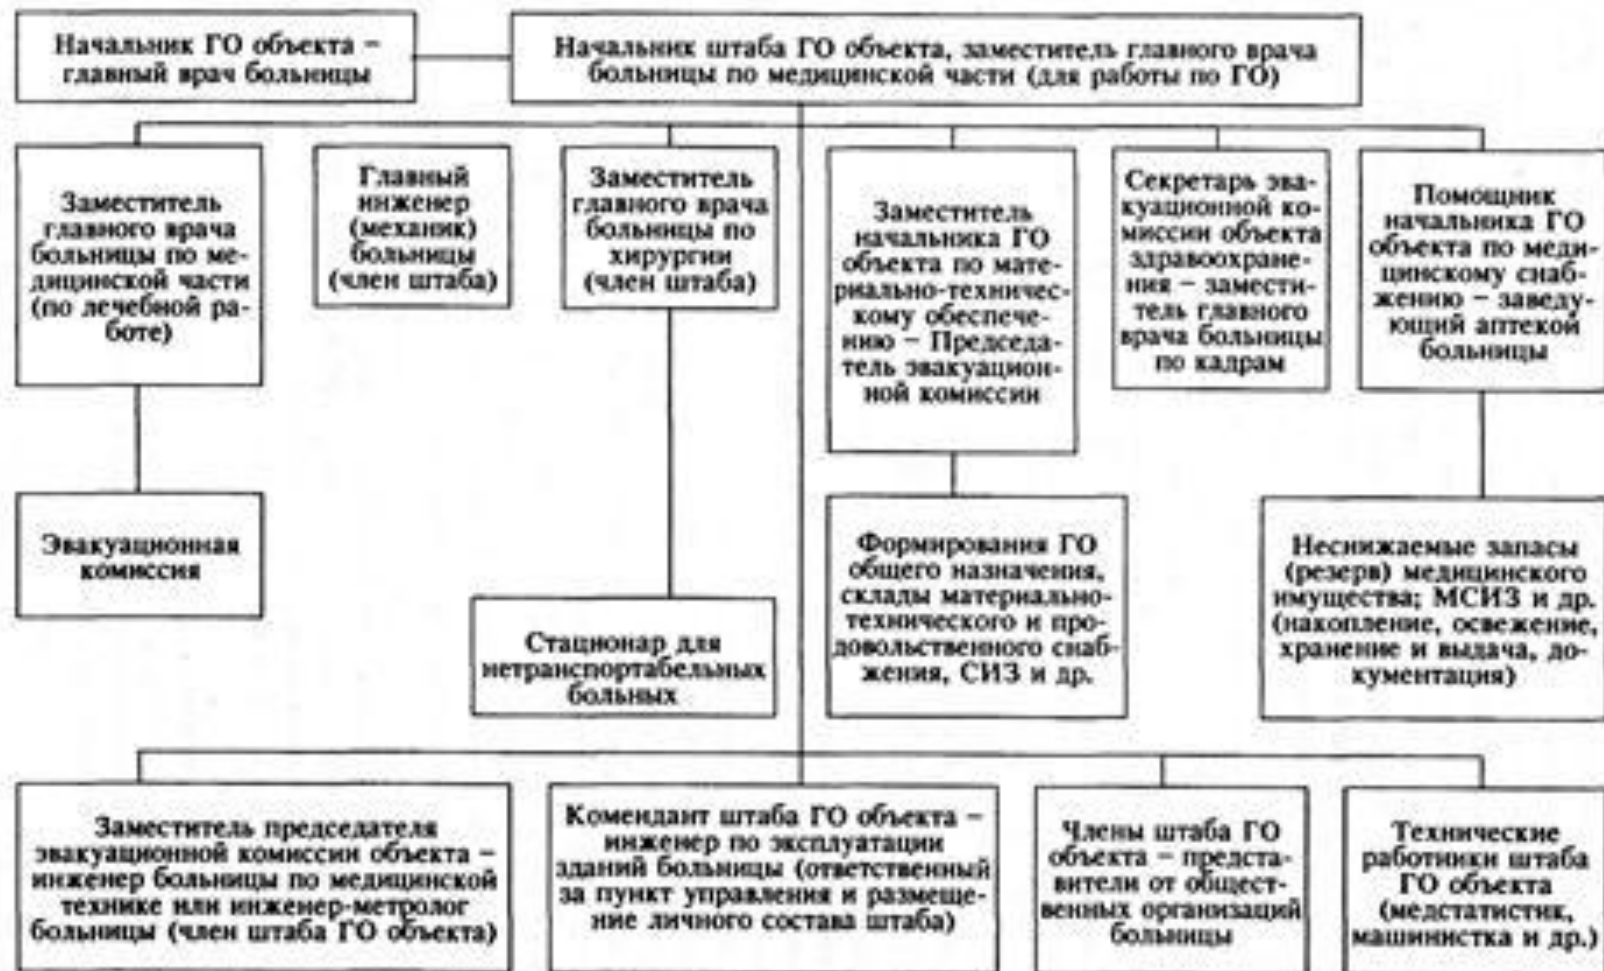 Начальник ГО объекта –
главный врач больницы
Начальник штаба ГО объекта, заместитель главного врача
больницы по медицинской части (для работы по ГО)
Заместитель
главного врача
больницы по ме-
дицинской части
(по лечебной ра-
боте)
Главный
инженер
(механик)
больницы
(член штаба)
Заместитель
главного врача
больницы по
хирургии
(член штаба)
Заместитель
начальника ГО
объекта по мате-
риально-техничес-
кому обеспече-
нию – Председа-
тель эвакуацион-
ной комиссии
Секретарь эва-
куационной ко-
миссии объекта
здравоохране-
ния – замести-
тель главного
врача больницы
по кадрам
Помощник
начальника ГО
объекта по меди-
цинскому снаб-
жению – заведу-
ющий аптекой
больницы
Эвакуационная
комиссия
Стационар для
нетранспортабельных
больных
Формирования ГО
общего назначения,
склады материально-
технического и про-
довольственного снаб-
жения, СИЗ и др.
Неснижаемые запасы
(резерв) медицинского
имущества; МСИЗ и др.
(накопление, освежение,
хранение и выдача, до-
кументация)
Заместитель председателя
эвакуационной комиссии объекта –
инженер больницы по медицинской
технике или инженер-метролог
больницы (член штаба ГО объекта)
Комендант штаба ГО объекта –
инженер по эксплуатации
зданий больницы (ответственный
за пункт управления и размеще-
ние личного состава штаба)
Члены штаба ГО
объекта – предста-
вители от общест-
венных организаций
больницы
Технические
работники штаба
ГО объекта
(медстатистик,
машинистка и др.)